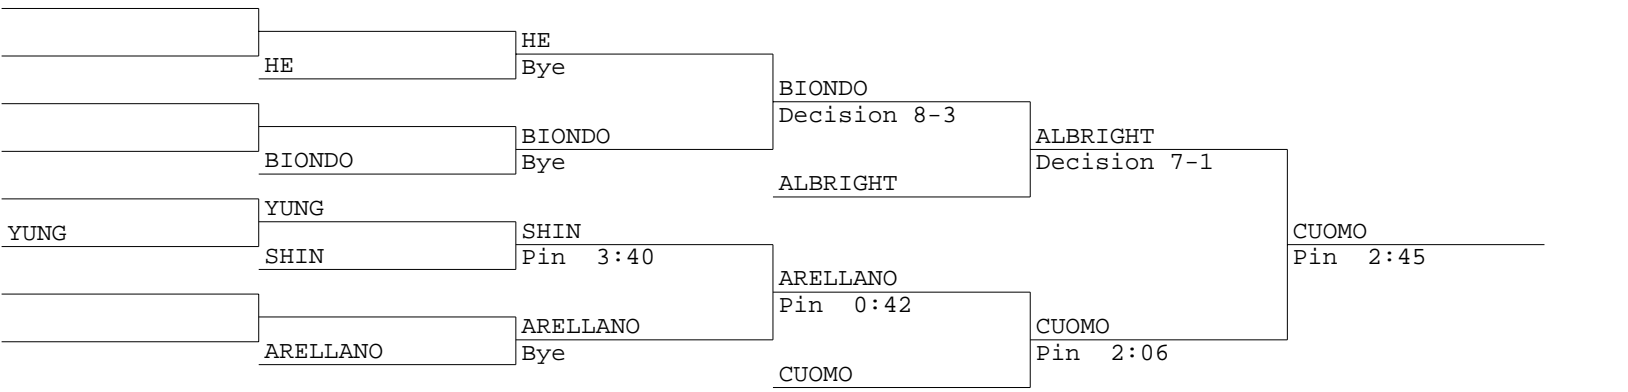 HE
HE
Bye
BIONDO
Decision 8-3
BIONDO
BIONDO
Bye
ALBRIGHT
Decision 7-1
ALBRIGHT
YUNG
YUNG
SHIN
SHIN
Pin 3:40
CUOMO
Pin 2:45
ARELLANO
Pin 0:42
ARELLANO
ARELLANO
Bye
CUOMO
Pin 2:06
CUOMO